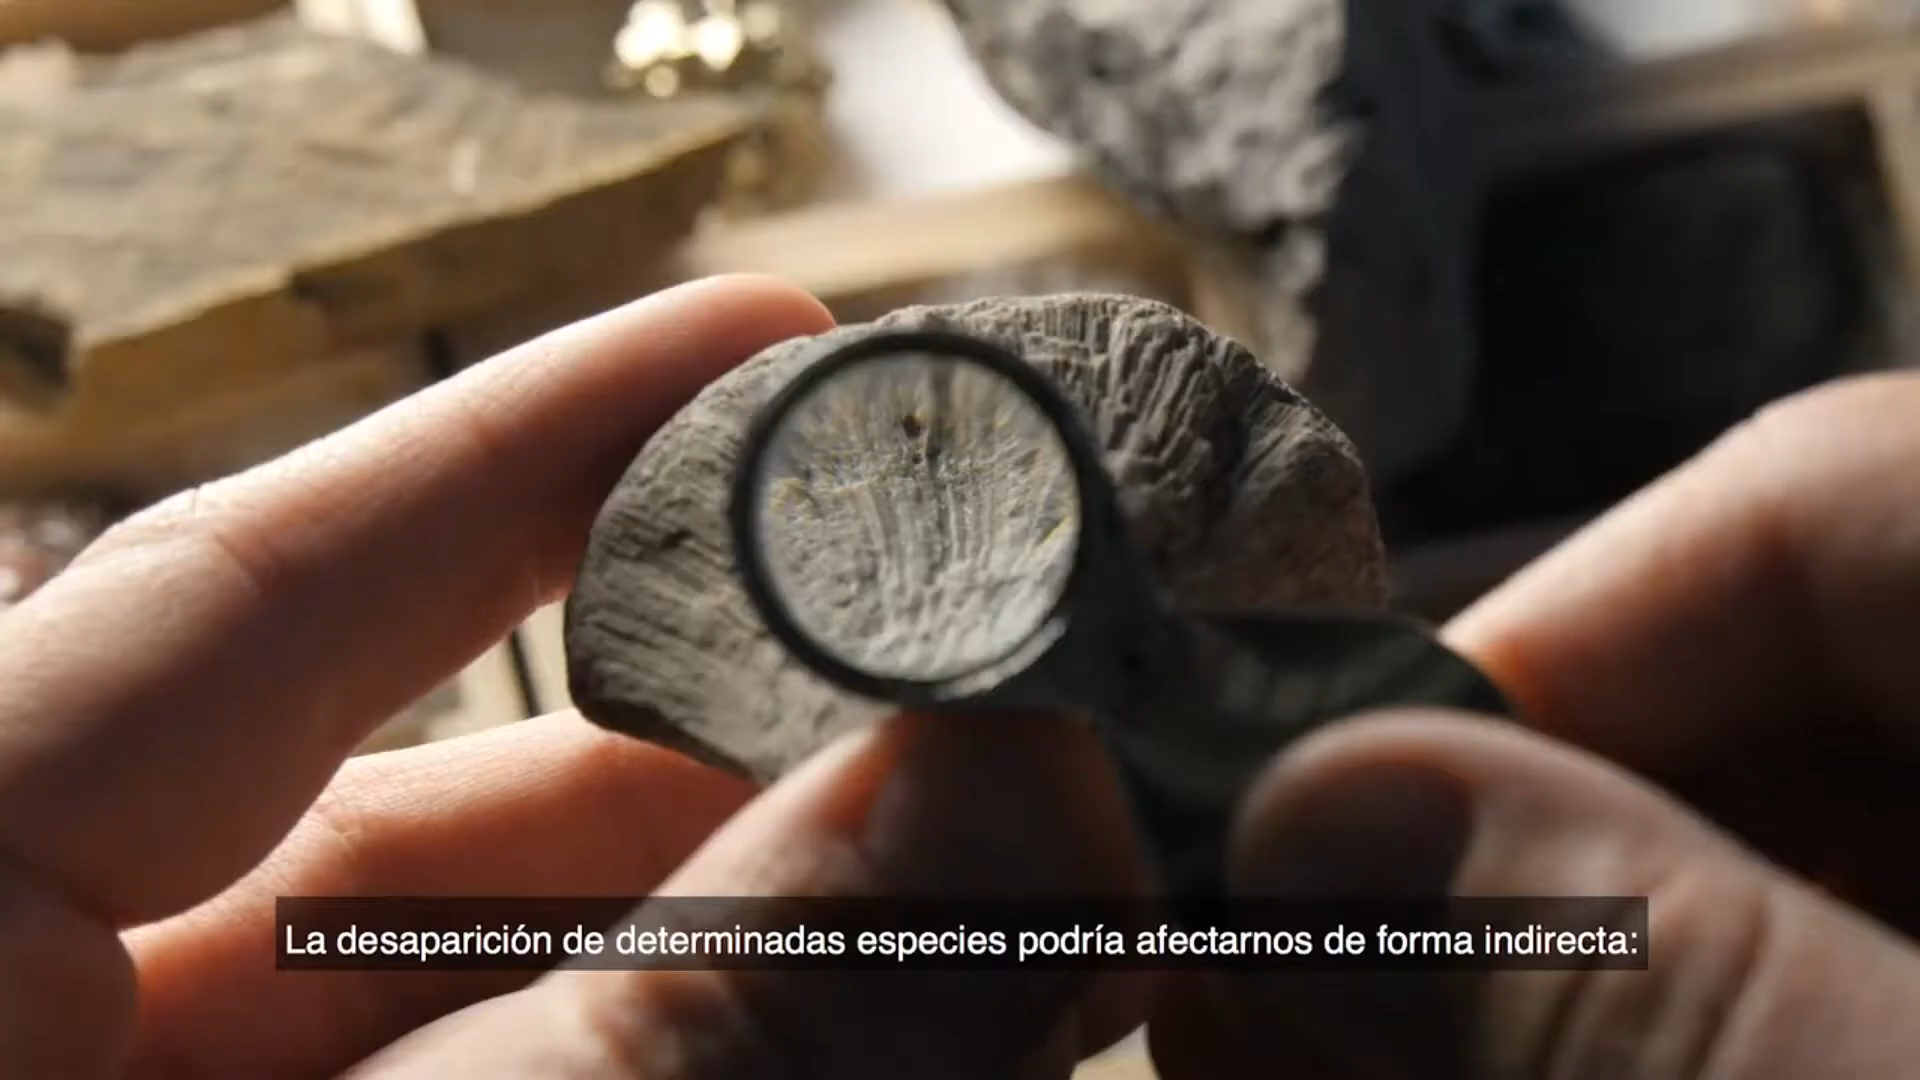 La desaparición de determinadas especies podría afectarnos de forma indirecta: